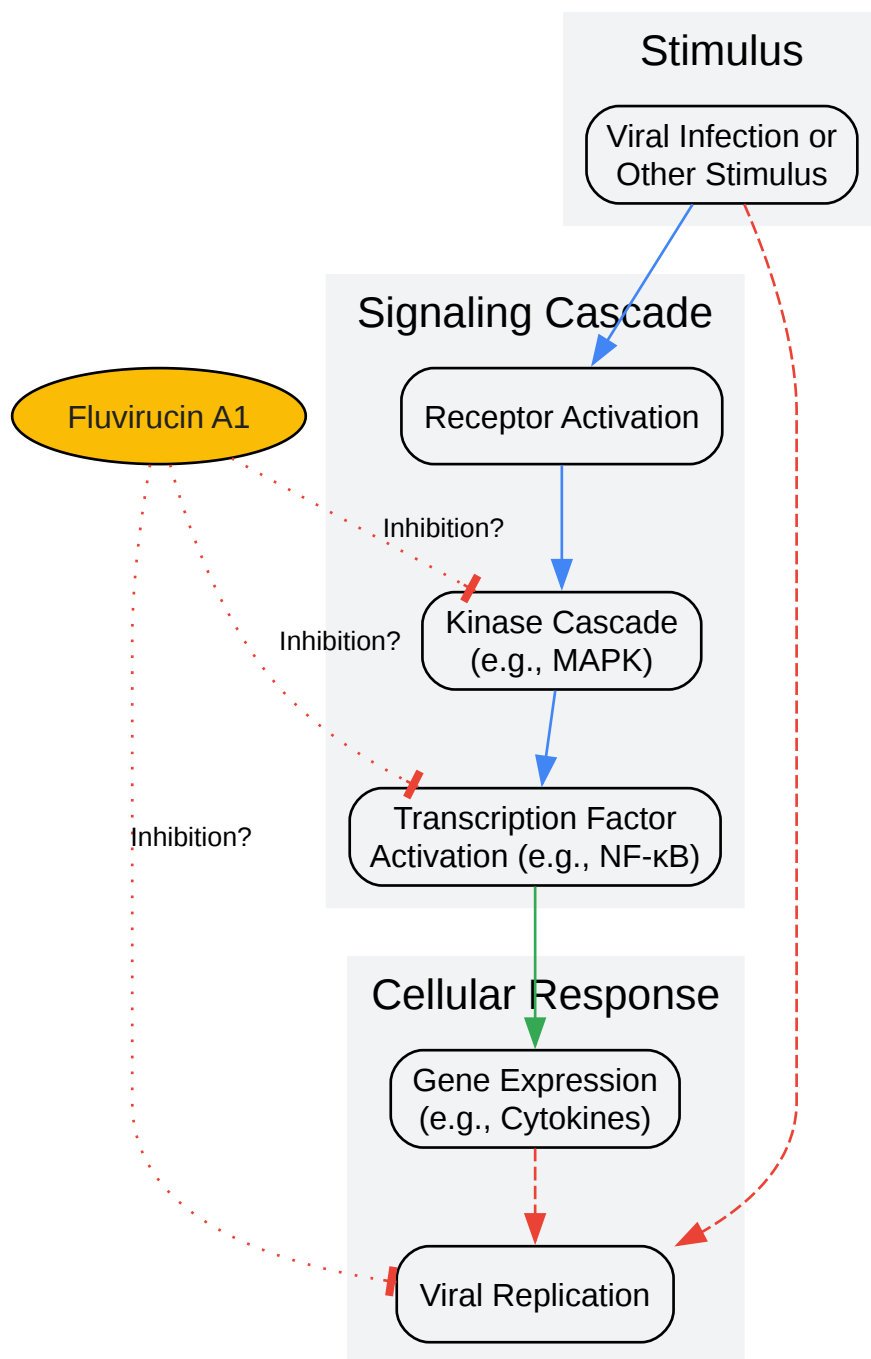 Stimulus
Viral Infection or
Other Stimulus
Signaling Cascade
Fluvirucin A1
Receptor Activation
Inhibition?
Kinase Cascade
(e.g., MAPK)
Inhibition?
Transcription Factor
Activation (e.g., NF-κB)
Inhibition?
Cellular Response
Gene Expression
(e.g., Cytokines)
Viral Replication